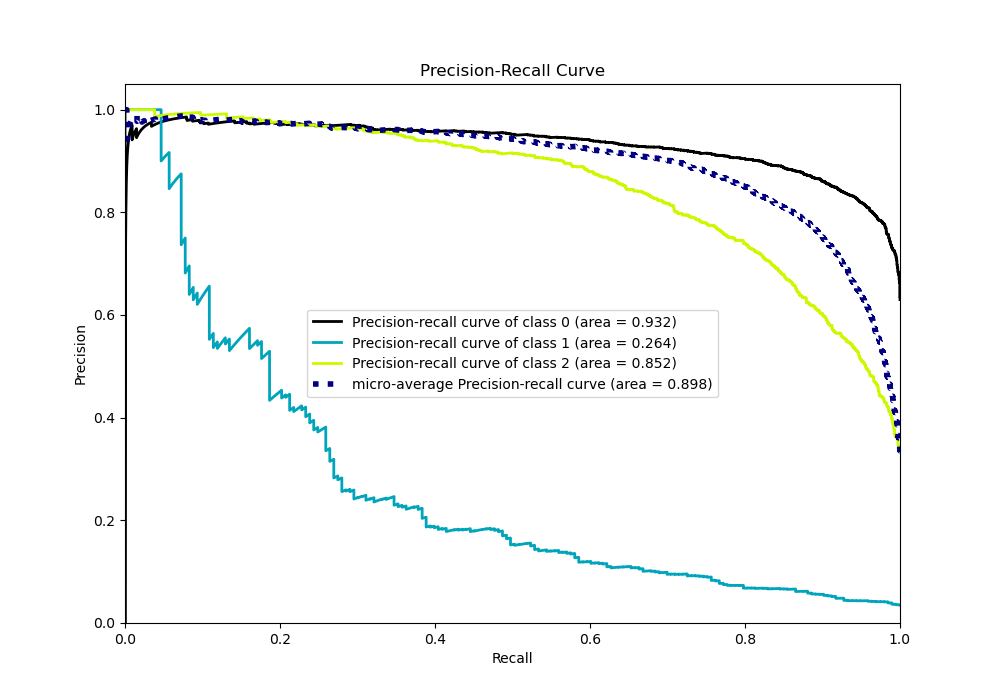 Precision-Recall Curve
1.0
0.8
0.6
0.4
0.2
0.0
Precision
Precision-recall curve of class 0 (area = 0.932)
Precision-recall curve of class 1 (area = 0.264)
Precision-recall curve of class 2 (area = 0.852)
micro-average Precision-recall curve (area = 0.898)
0.0 0.2 0.4 0.6 0.8 1.0
Recall